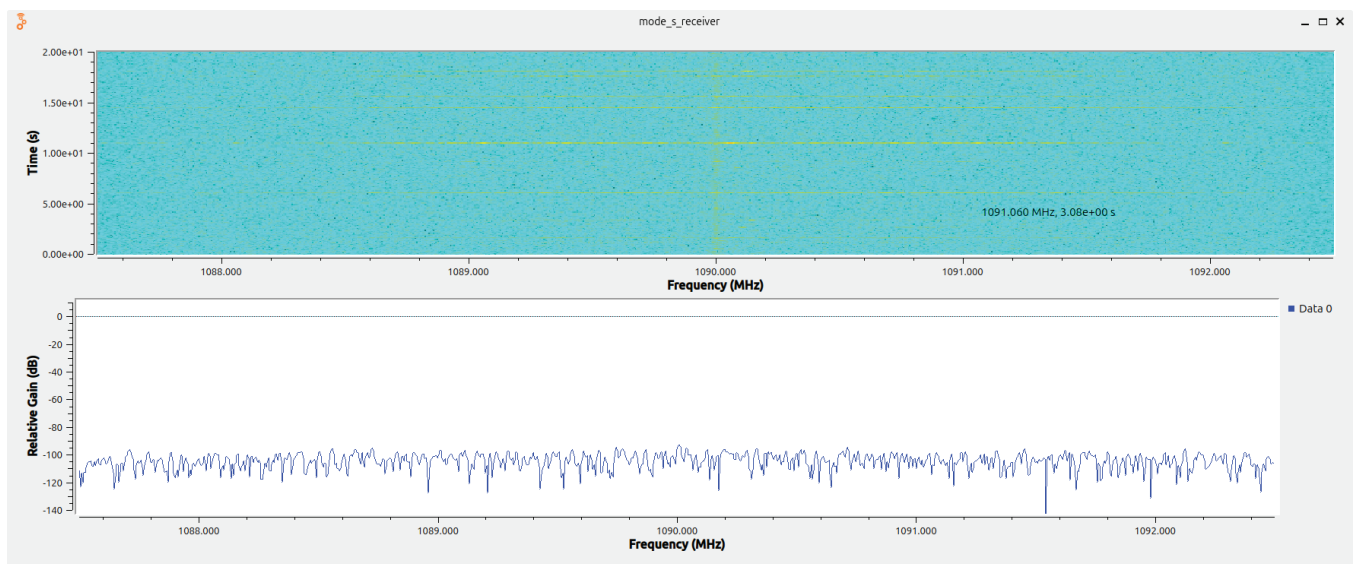 mode_s_receiver
2.00e+01
1.50e+01
1.00e+01
5.00e+00
0.00e+00
Time (s)
1091.060 MHz, 3.08e+00 s
1088.000 1089.000 1090.000 1091.000 1092.000
Frequency (MHz)
Data 0
0
-20
-40
-60
-80
-100
-120
-140
Relative Gain (dB)
1088.000 1089.000 1090.000 1091.000 1092.000
Frequency (MHz)